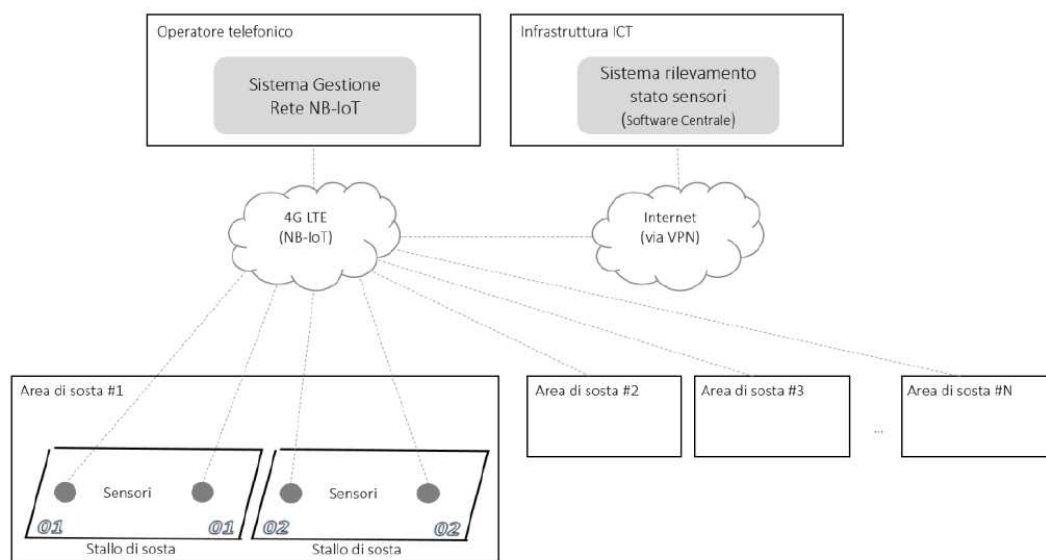 Operatore telefonico
Sistema Gestione
Rete NB-IoT
Infrastruttura ICT
Sistema rilevamento
stato sensori
(Software Centrale)
4G LTE
(NB-IoT)
Internet
(via VPN)
Area di sosta #1
Area di sosta #2
Area di sosta #3
...
Area di sosta #N
Sensori
01
01
Stallo di sosta
Sensori
02
02
Stallo di sosta